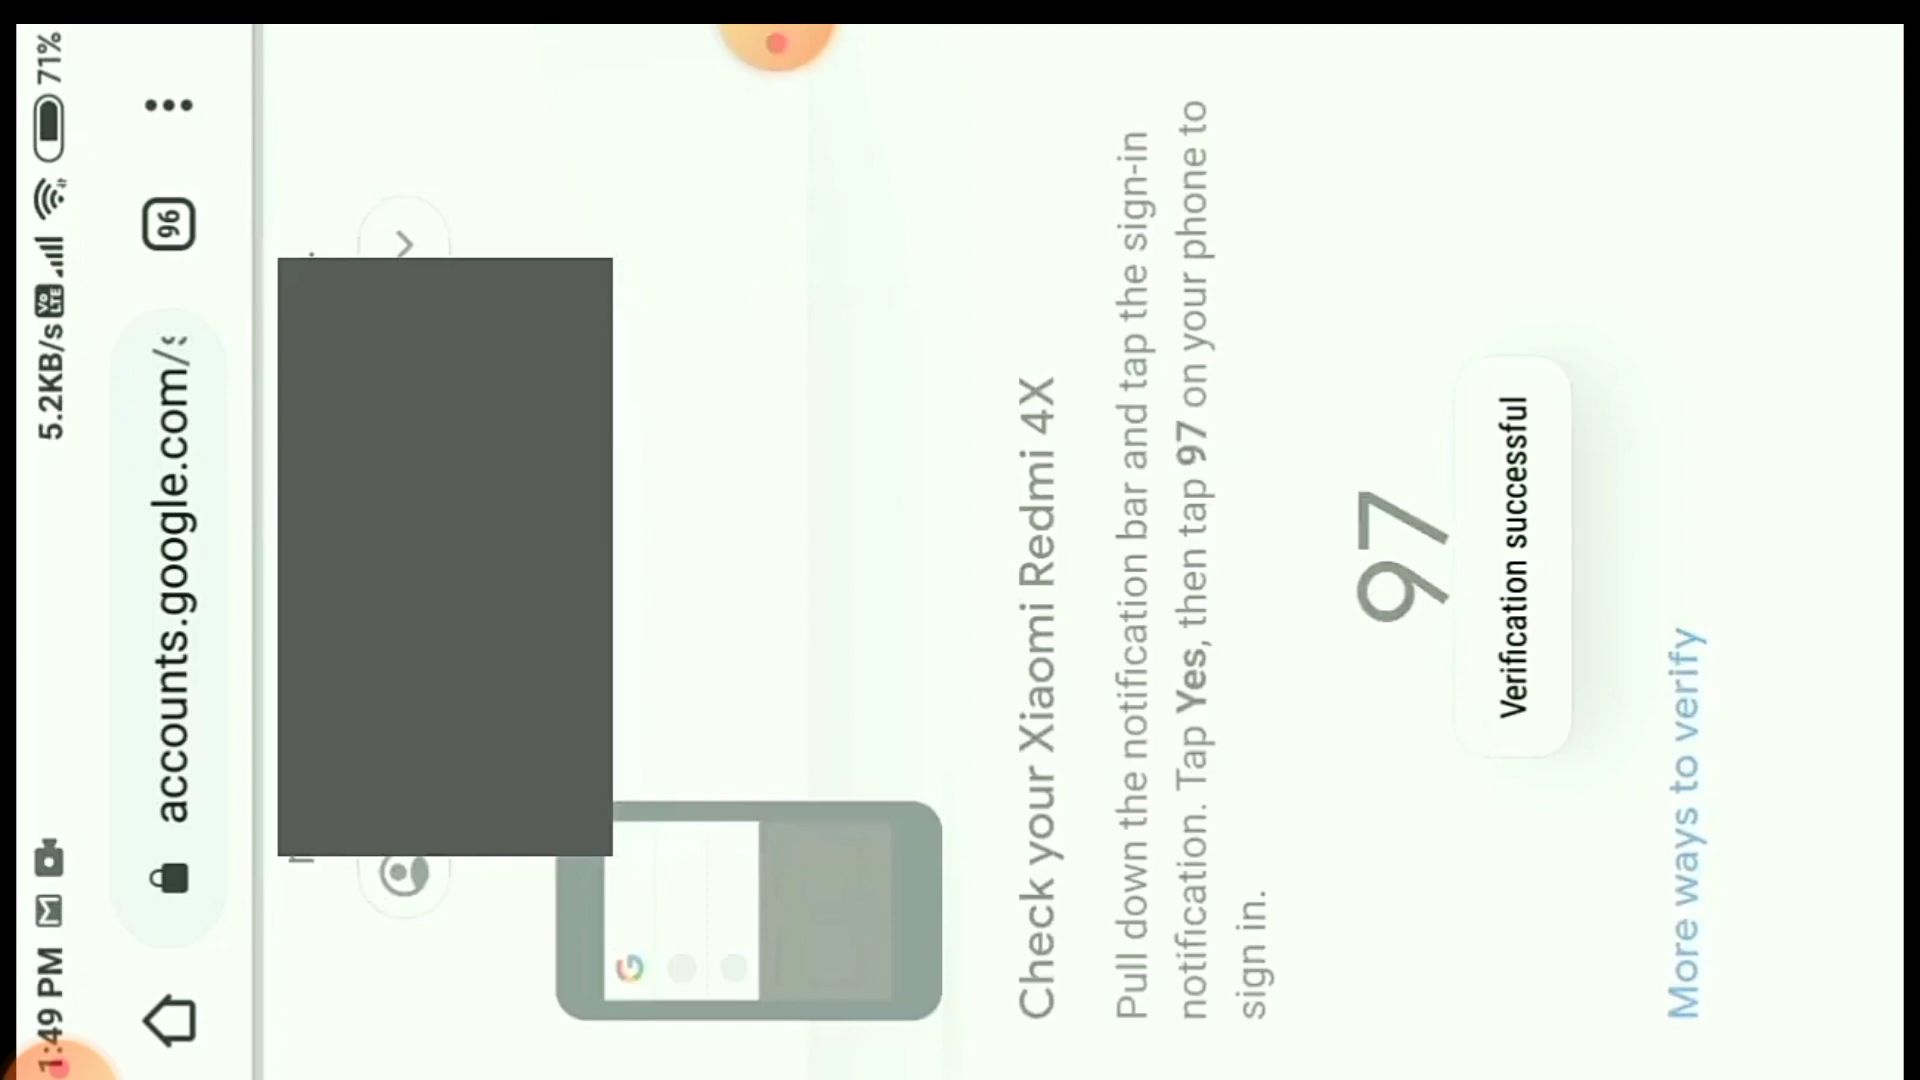 1:49 PM 5.2KB/s VO LTE 71%
accounts.google.com/s 96
G
Check your Xiaomi Redmi 4X
Pull down the notification bar and tap the sign-in
notification. Tap Yes, then tap 97 on your phone to
sign in.
97
Verification successful
More ways to verify